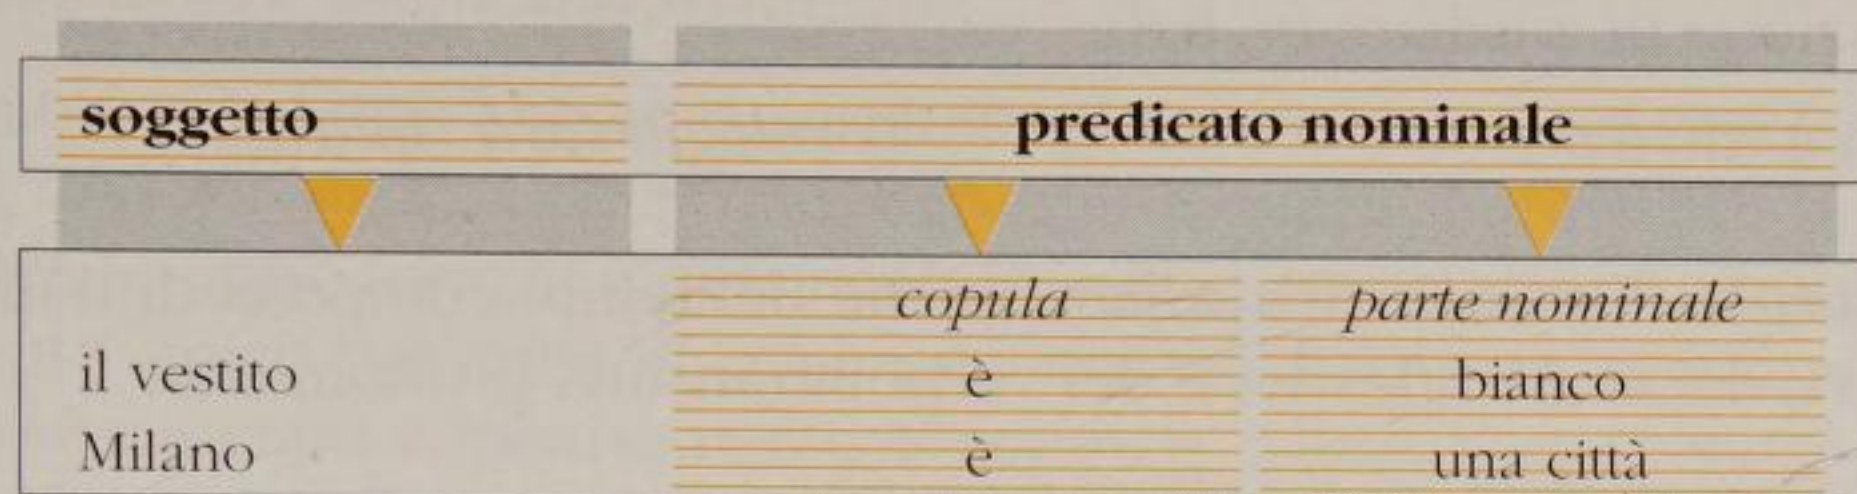 soggetto predicato nominale
copula parte nominale
il vestito è bianco
Milano è una città